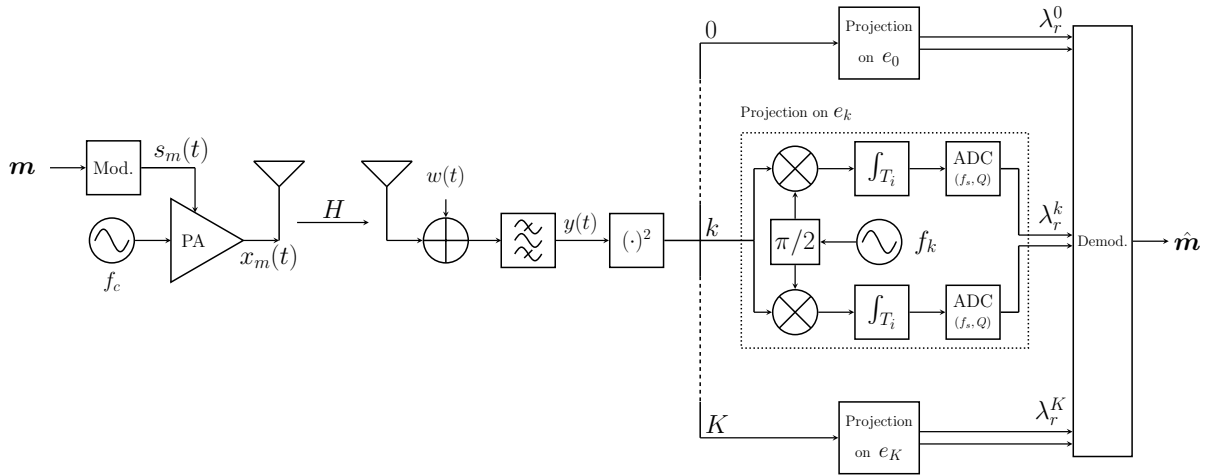 m
Mod.
s_m(t)
PA
f_c
x_m(t)
H
w(t)
y(t)
(·)²
0
Projection
on e_0
λ_r^0
k
Projection on e_k
∫_{T_i}
ADC
(f_s, Q)
π/2
f_k
∫_{T_i}
ADC
(f_s, Q)
λ_r^k
K
Projection
on e_K
λ_r^K
Demod.
m̂